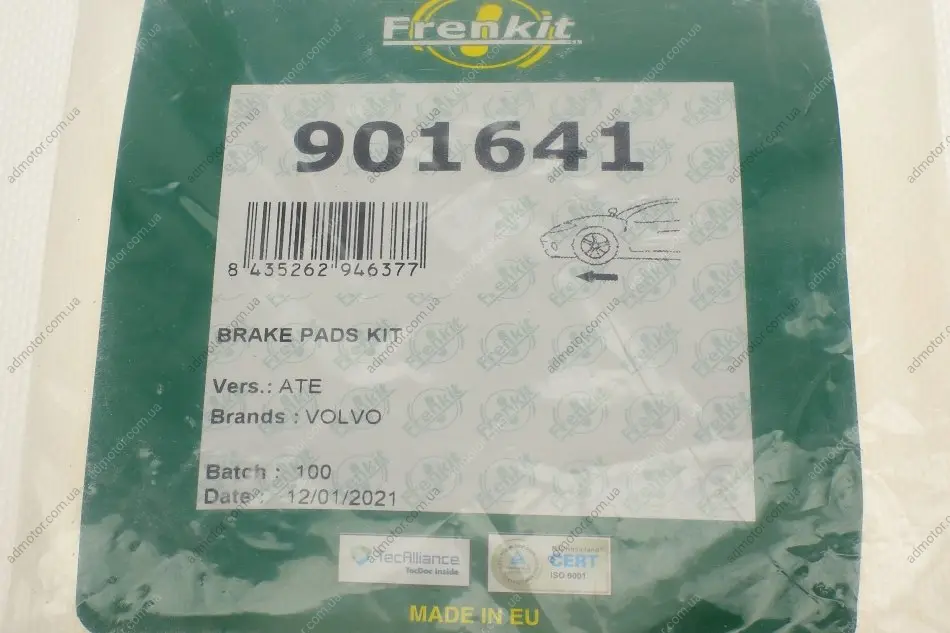 Frenkit
901641
8 435262 946377
BRAKE PADS KIT
Vers.: ATE
Brands : VOLVO
Batch : 100
Date : 12/01/2021
TecAlliance
TecDoc Inside
CERT
ISO 9001
MADE IN EU
admotor.com.ua